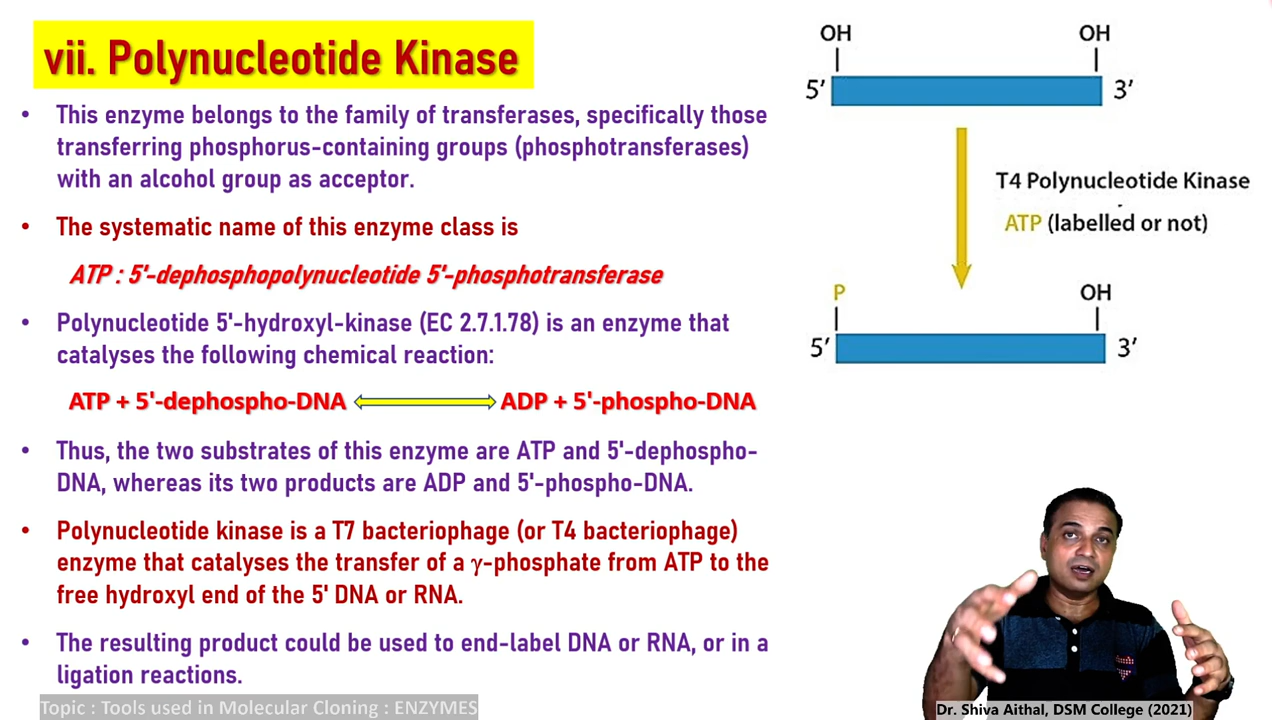 vii. Polynucleotide Kinase
• This enzyme belongs to the family of transferases, specifically those
transferring phosphorus-containing groups (phosphotransferases)
with an alcohol group as acceptor.
• The systematic name of this enzyme class is
ATP : 5'-dephosphopolynucleotide 5'-phosphotransferase
• Polynucleotide 5'-hydroxyl-kinase (EC 2.7.1.78) is an enzyme that
catalyses the following chemical reaction:
ATP + 5'-dephospho-DNA ⟷ ADP + 5'-phospho-DNA
• Thus, the two substrates of this enzyme are ATP and 5'-dephospho-
DNA, whereas its two products are ADP and 5'-phospho-DNA.
• Polynucleotide kinase is a T7 bacteriophage (or T4 bacteriophage)
enzyme that catalyses the transfer of a γ-phosphate from ATP to the
free hydroxyl end of the 5' DNA or RNA.
• The resulting product could be used to end-label DNA or RNA, or in a
ligation reactions.
Topic : Tools used in Molecular Cloning : ENZYMES
OH OH
5’ 3’
T4 Polynucleotide Kinase
ATP (labelled or not)
P OH
5’ 3’
Dr. Shiva Aithal, DSM College (2021)